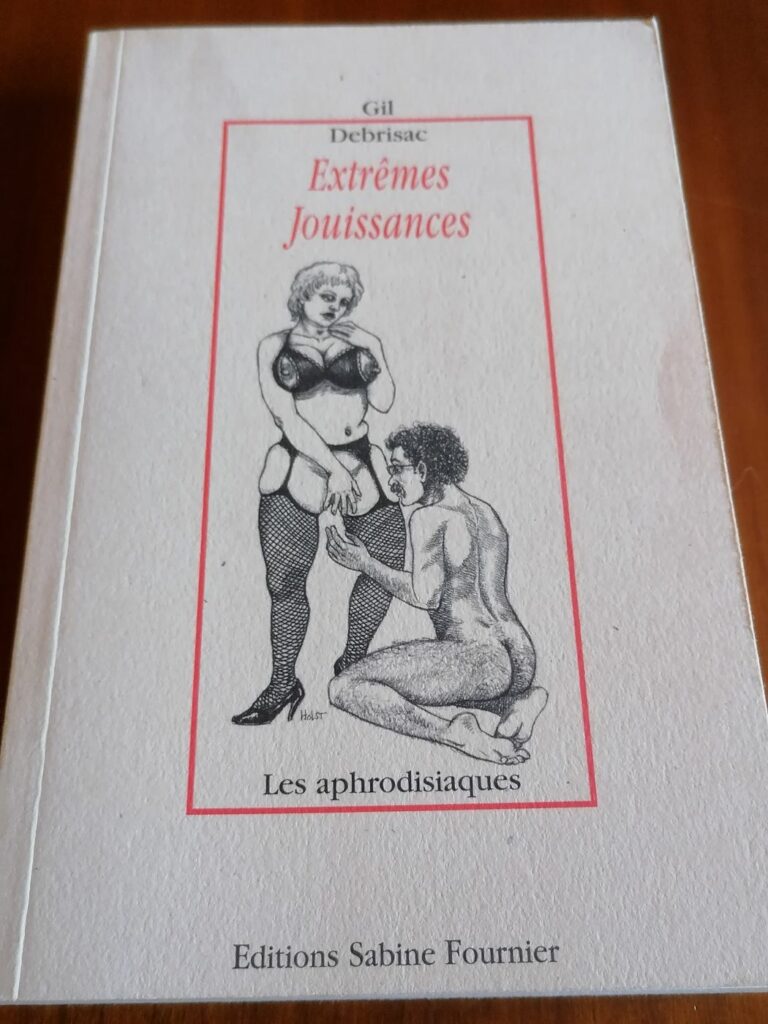 Gil
Debrisac
Extrêmes
Jouissances
Holst
Les aphrodisiaques
Editions Sabine Fournier